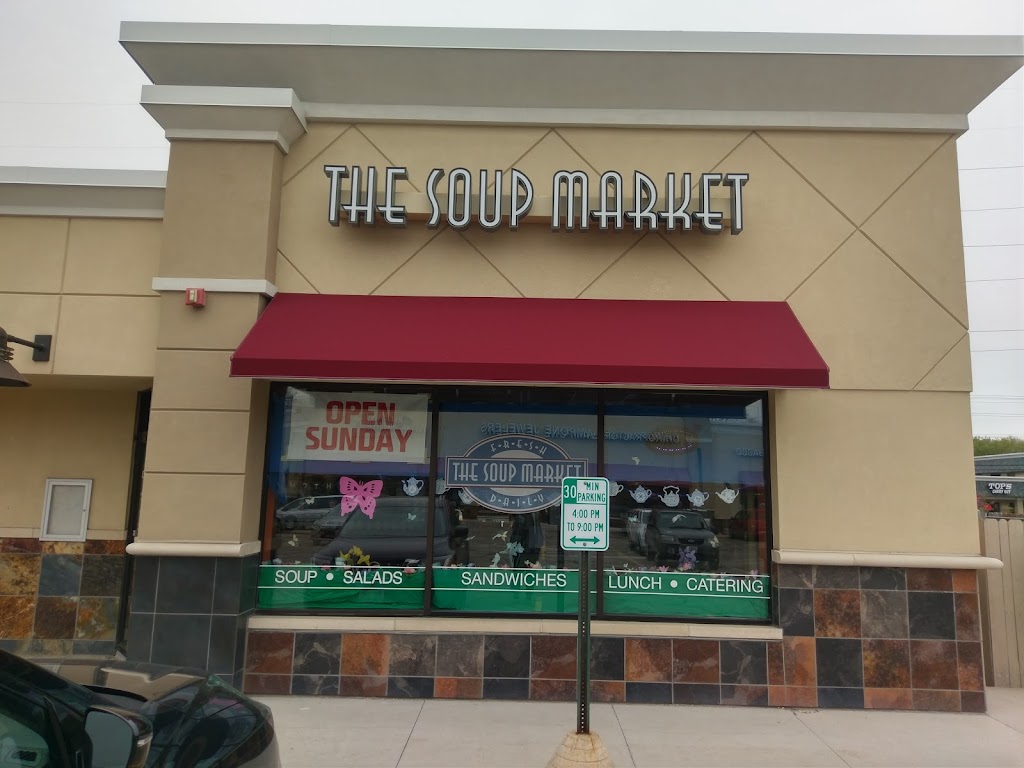 THE SOUP MARKET
OPEN
SUNDAY
FRESH
THE SOUP MARKET
DAILY
30 MIN
PARKING
4:00 PM
TO 9:00 PM
SOUP • SALADS
SANDWICHES
LUNCH • CATERING
TOPS